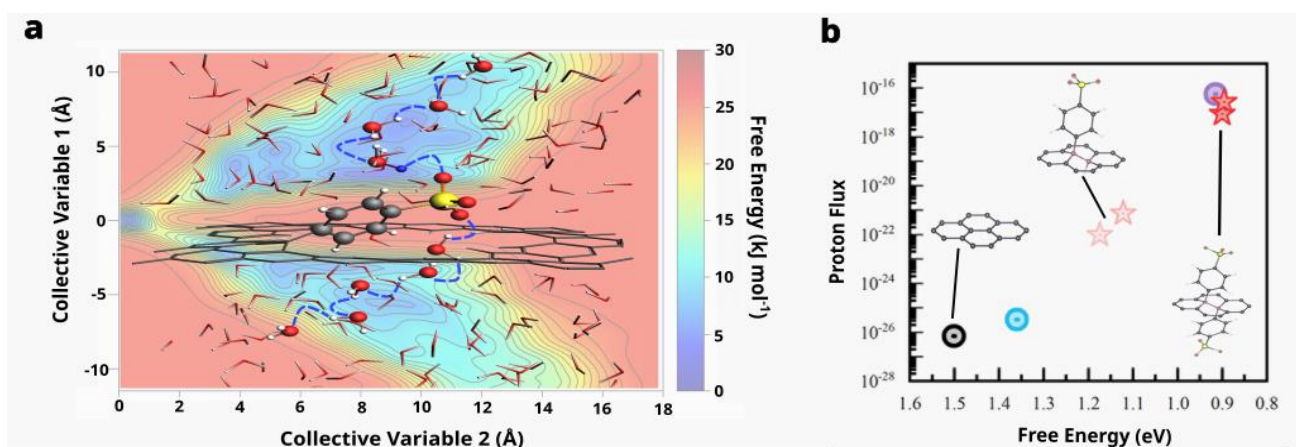 a
Collective Variable 1 (Å)
10
5
0
-5
-10
0 2 4 6 8 10 12 14 16 18
Collective Variable 2 (Å)
30
25
20
15
10
5
0
Free Energy (kJ mol⁻¹)
b
Proton Flux
10⁻¹⁶
10⁻¹⁸
10⁻²⁰
10⁻²²
10⁻²⁴
10⁻²⁶
10⁻²⁸
1.6 1.5 1.4 1.3 1.2 1.1 1.0 0.9 0.8
Free Energy (eV)